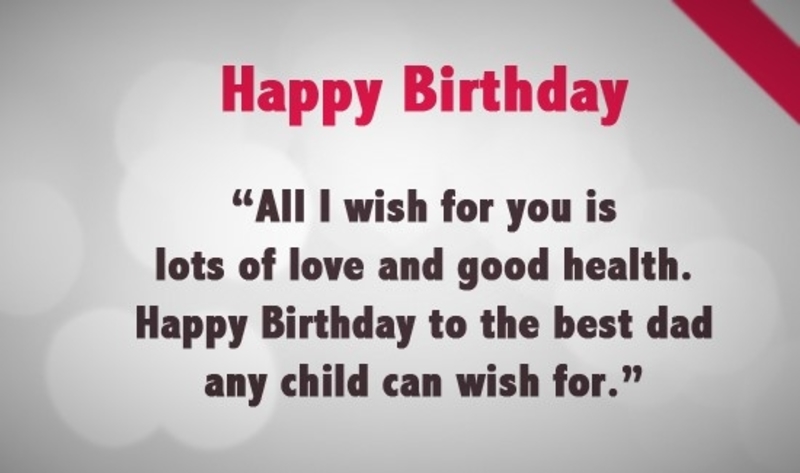 Happy Birthday
“All I wish for you is
lots of love and good health.
Happy Birthday to the best dad
any child can wish for.”